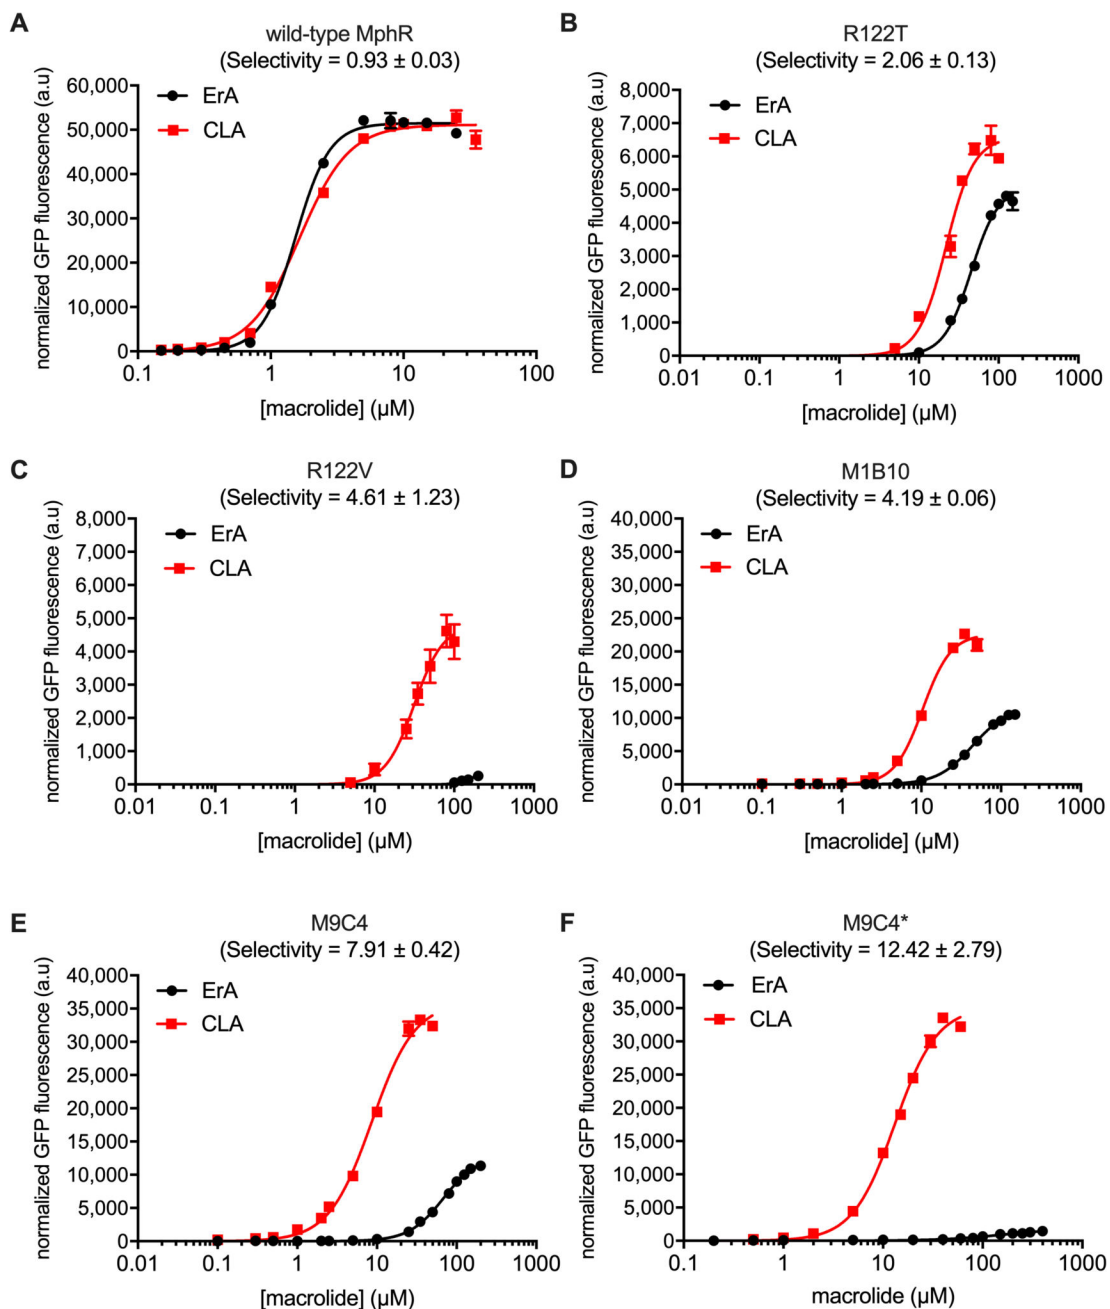 A
wild-type MphR
(Selectivity = 0.93 ± 0.03)
normalized GFP fluorescence (a.u)
60,000
50,000
40,000
30,000
20,000
10,000
0
ErA
CLA
0.1
1
10
100
[macrolide] (µM)
B
R122T
(Selectivity = 2.06 ± 0.13)
normalized GFP fluorescence (a.u)
8,000
7,000
6,000
5,000
4,000
3,000
2,000
1,000
0
ErA
CLA
0.01
0.1
1
10
100
1000
[macrolide] (µM)
C
R122V
(Selectivity = 4.61 ± 1.23)
normalized GFP fluorescence (a.u)
8,000
7,000
6,000
5,000
4,000
3,000
2,000
1,000
0
ErA
CLA
0.01
0.1
1
10
100
1000
[macrolide] (µM)
D
M1B10
(Selectivity = 4.19 ± 0.06)
normalized GFP fluorescence (a.u)
40,000
35,000
30,000
25,000
20,000
15,000
10,000
5,000
0
ErA
CLA
0.01
0.1
1
10
100
1000
[macrolide] (µM)
E
M9C4
(Selectivity = 7.91 ± 0.42)
normalized GFP fluorescence (a.u)
40,000
35,000
30,000
25,000
20,000
15,000
10,000
5,000
0
ErA
CLA
0.01
0.1
1
10
100
1000
[macrolide] (µM)
F
M9C4*
(Selectivity = 12.42 ± 2.79)
normalized GFP fluorescence (a.u)
40,000
35,000
30,000
25,000
20,000
15,000
10,000
5,000
0
ErA
CLA
0.1
1
10
100
1000
macrolide (µM)